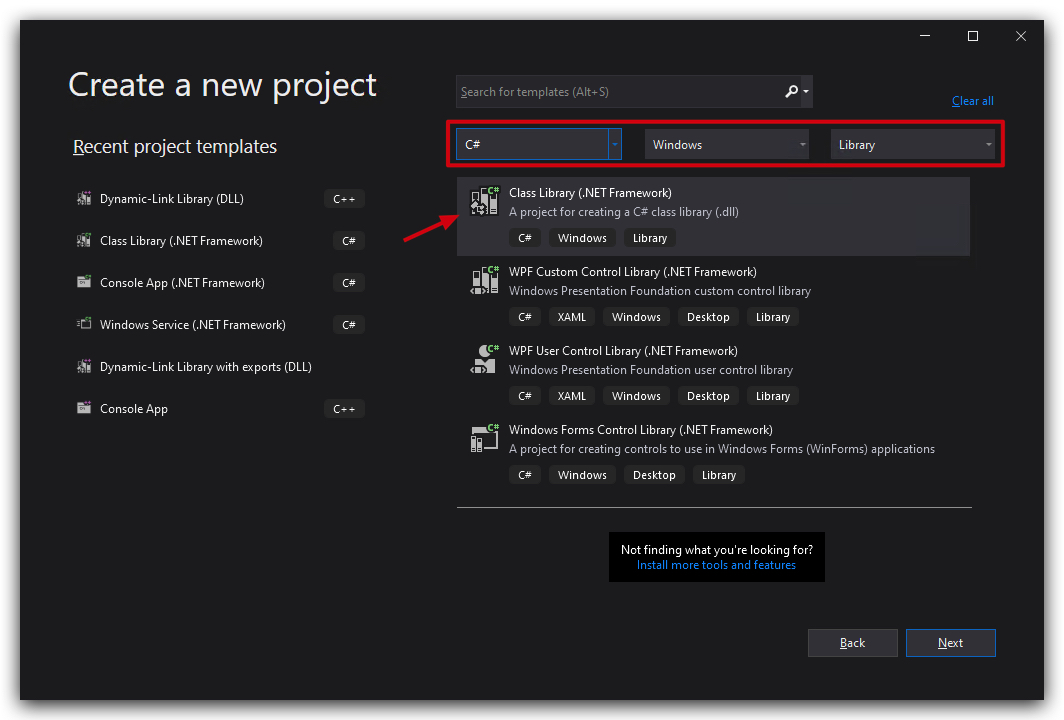 Create a new project
Recent project templates
Dynamic-Link Library (DLL) C++
Class Library (.NET Framework) C#
Console App (.NET Framework) C#
Windows Service (.NET Framework) C#
Dynamic-Link Library with exports (DLL)
Console App C++
Search for templates (Alt+S)
Clear all
C# Windows Library
Class Library (.NET Framework)
A project for creating a C# class library (.dll)
C# Windows Library
WPF Custom Control Library (.NET Framework)
Windows Presentation Foundation custom control library
C# XAML Windows Desktop Library
WPF User Control Library (.NET Framework)
Windows Presentation Foundation user control library
C# XAML Windows Desktop Library
Windows Forms Control Library (.NET Framework)
A project for creating controls to use in Windows Forms (WinForms) applications
C# Windows Desktop Library
Not finding what you're looking for?
Install more tools and features
Back Next